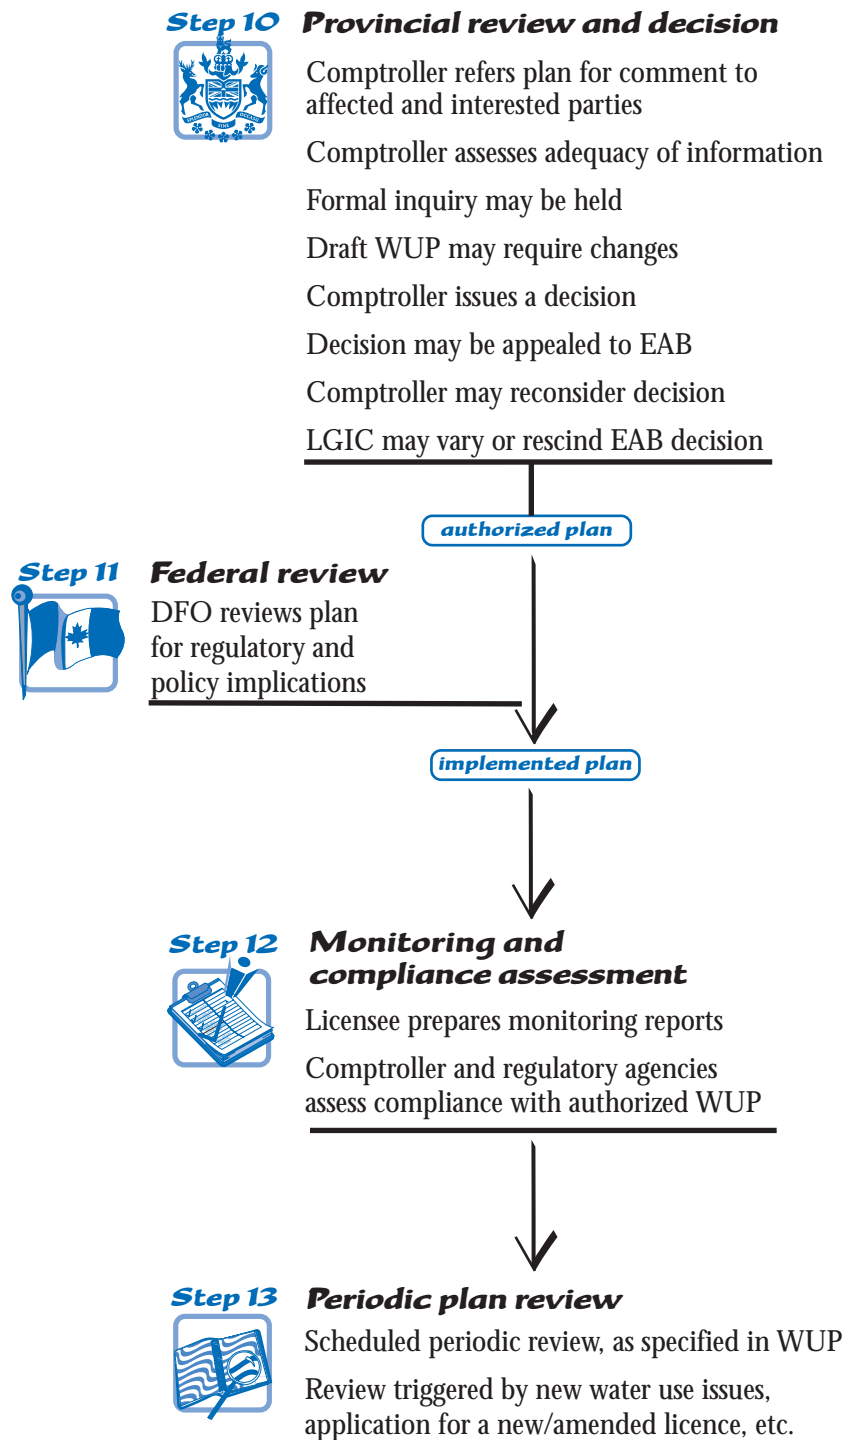 Step 10 Provincial review and decision
Comptroller refers plan for comment to
affected and interested parties
Comptroller assesses adequacy of information
Formal inquiry may be held
Draft WUP may require changes
Comptroller issues a decision
Decision may be appealed to EAB
Comptroller may reconsider decision
LGIC may vary or rescind EAB decision
authorized plan
Step 11 Federal review
DFO reviews plan
for regulatory and
policy implications
implemented plan
Step 12 Monitoring and
compliance assessment
Licensee prepares monitoring reports
Comptroller and regulatory agencies
assess compliance with authorized WUP
Step 13 Periodic plan review
Scheduled periodic review, as specified in WUP
Review triggered by new water use issues,
application for a new/amended licence, etc.